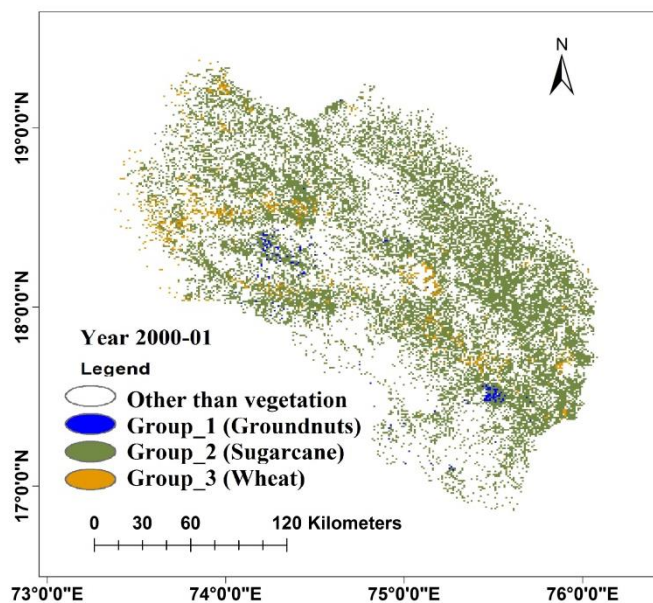 N
19°0'0"N
18°0'0"N
17°0'0"N
Year 2000-01
Legend
Other than vegetation
Group_1 (Groundnuts)
Group_2 (Sugarcane)
Group_3 (Wheat)
0 30 60 120 Kilometers
73°0'0"E 74°0'0"E 75°0'0"E 76°0'0"E